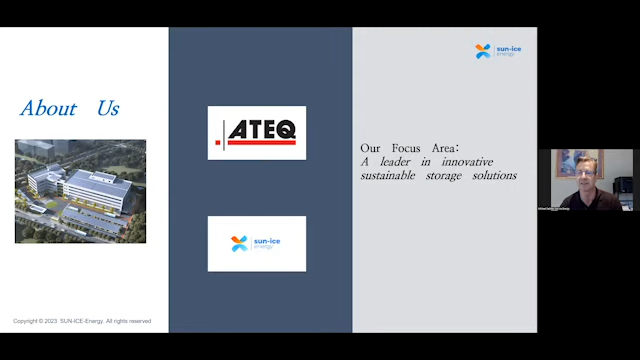 About Us
Copyright © 2023 SUN-ICE-Energy. All rights reserved
ATEQ
sun-ice
energy
sun-ice
energy
Our Focus Area:
A leader in innovative
sustainable storage solutions